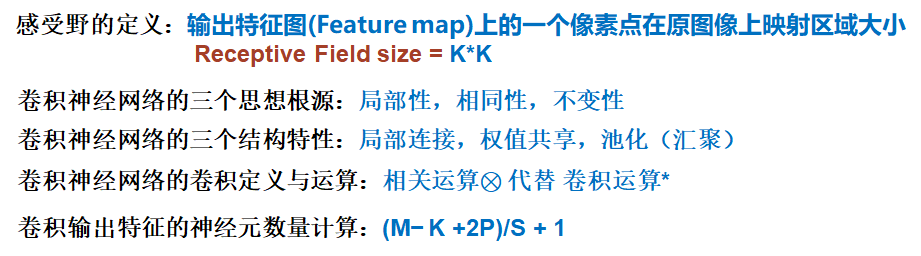 感受野的定义：输出特征图(Feature map)上的一个像素点在原图像上映射区域大小
Receptive Field size = K*K
卷积神经网络的三个思想根源：局部性，相同性，不变性
卷积神经网络的三个结构特性：局部连接，权值共享，池化（汇聚）
卷积神经网络的卷积定义与运算：相关运算⊗ 代替 卷积运算*
卷积输出特征的神经元数量计算：(M− K +2P)/S + 1